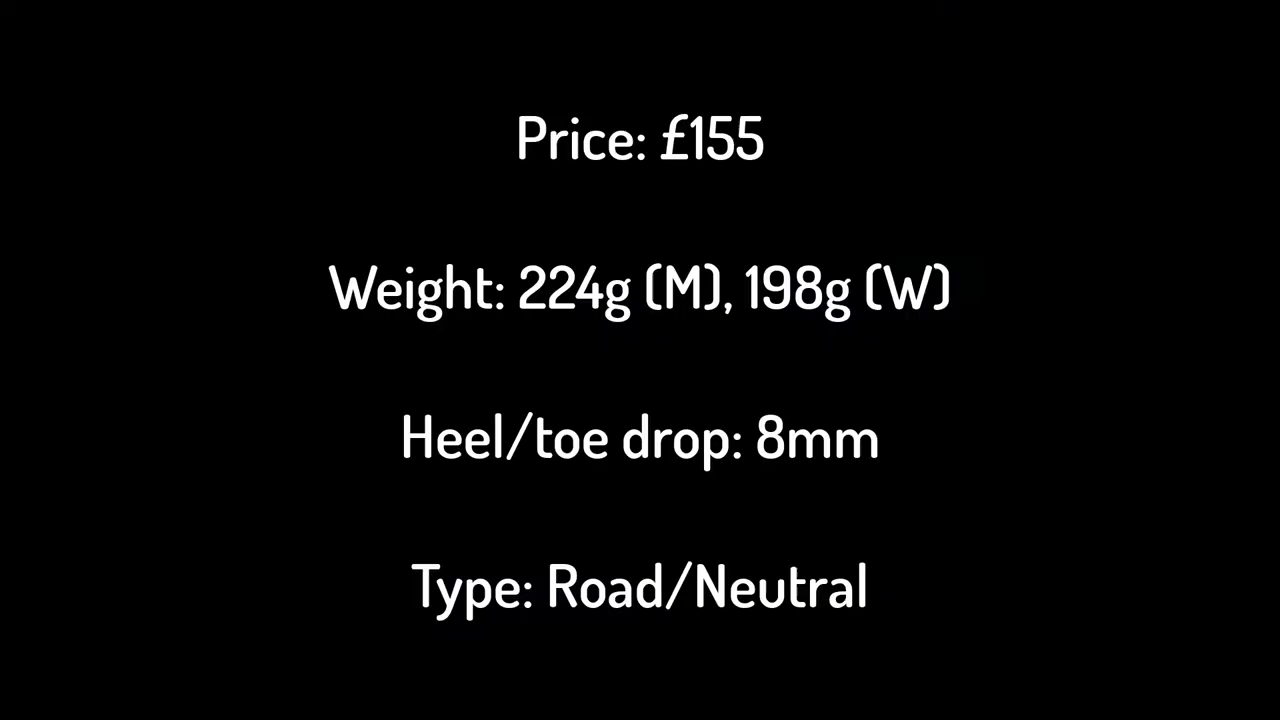 Price: £155
Weight: 224g (M), 198g (W)
Heel/toe drop: 8mm
Type: Road/Neutral